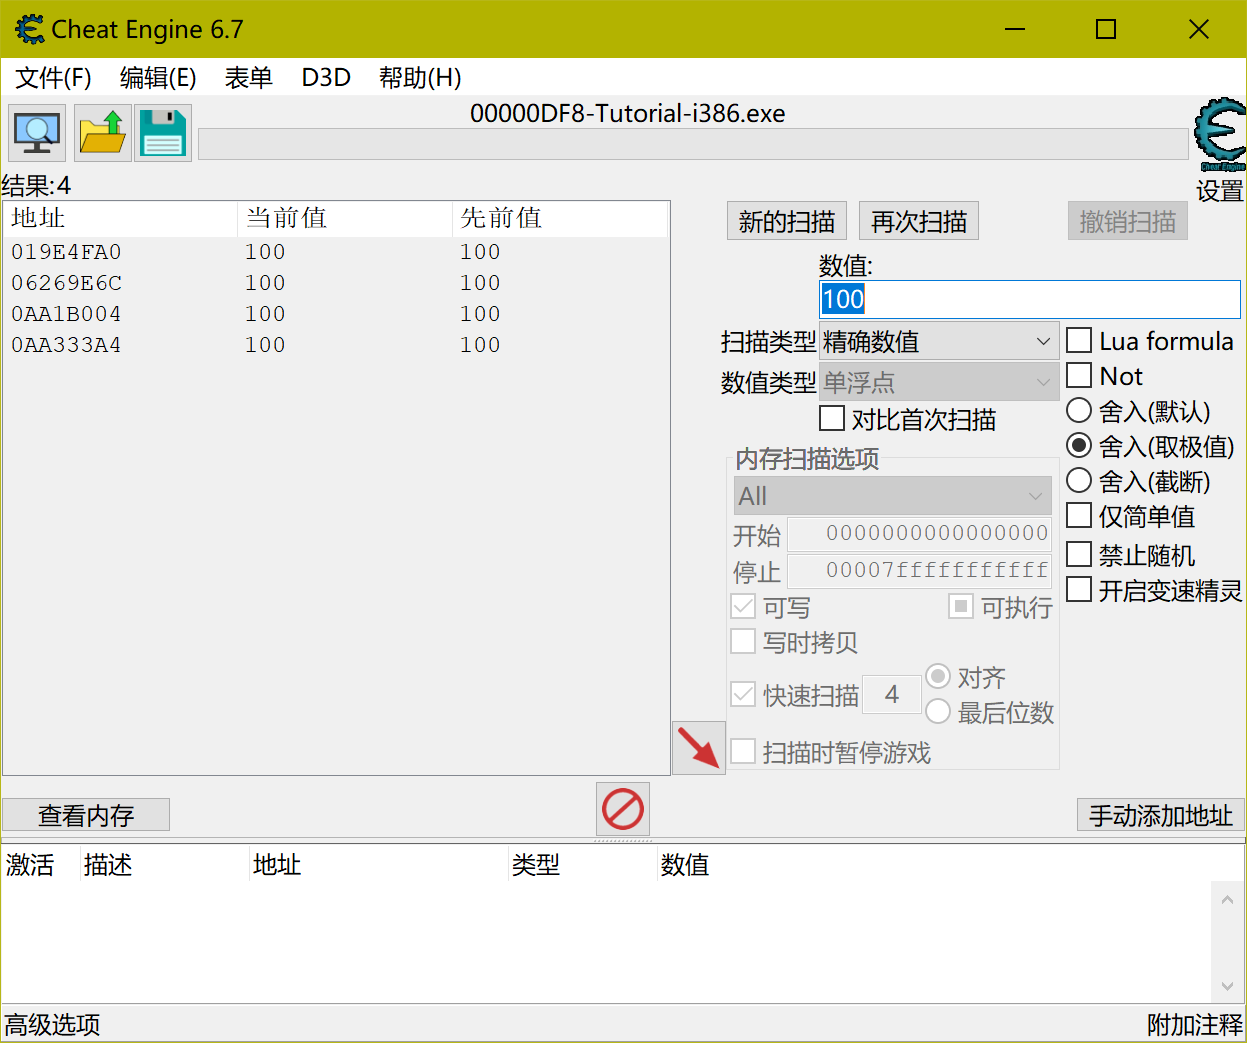 Cheat Engine 6.7
文件(F) 编辑(E) 表单 D3D 帮助(H)
00000DF8-Tutorial-i386.exe
Cheat Engine
设置
结果:4
地址 当前值 先前值
019E4FA0 100 100
06269E6C 100 100
0AA1B004 100 100
0AA333A4 100 100
新的扫描 再次扫描 撤销扫描
数值:
100
扫描类型 精确数值 Lua formula
数值类型 单浮点 Not
对比首次扫描 舍入(默认)
内存扫描选项 舍入(取极值)
All 舍入(截断)
开始 0000000000000000 仅简单值
停止 00007fffffffffff 禁止随机
可写 可执行 开启变速精灵
写时拷贝
快速扫描 4 对齐
最后位数
扫描时暂停游戏
查看内存 手动添加地址
激活 描述 地址 类型 数值
高级选项 附加注释